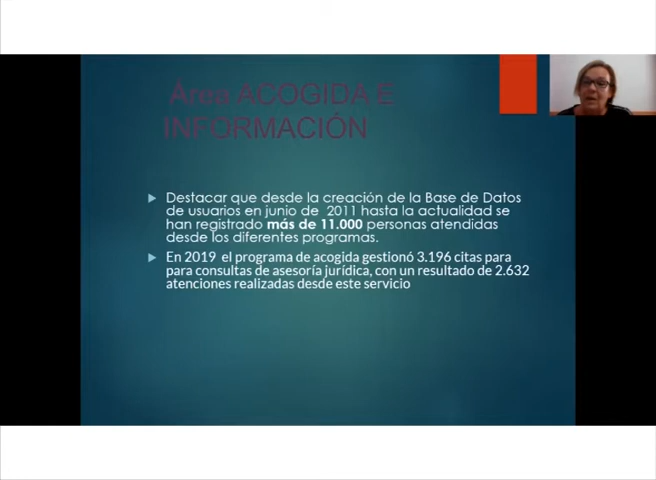 Área ACOGIDA E
INFORMACIÓN
Destacar que desde la creación de la Base de Datos
de usuarios en junio de 2011 hasta la actualidad se
han registrado más de 11.000 personas atendidas
desde los diferentes programas.
En 2019 el programa de acogida gestionó 3.196 citas para
para consultas de asesoría jurídica, con un resultado de 2.632
atenciones realizadas desde este servicio